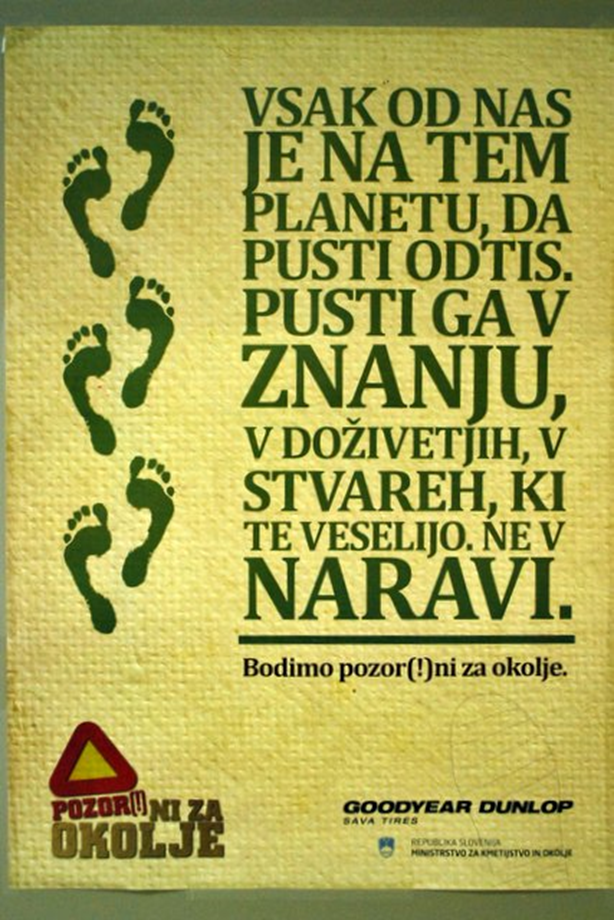 VSAK OD NAS
JE NA TEM
PLANETU, DA
PUSTI ODTIS.
PUSTI GA V
ZNANJU,
V DOŽIVETJIH, V
STVAREH, KI
TE VESELIJO. NE V
NARAVI.
Bodimo pozor(!)ni za okolje.
POZOR(!)NI ZA
OKOLJE
GOODYEAR DUNLOP
SAVA TIRES
REPUBLIKA SLOVENIJA
MINISTRSTVO ZA KMETIJSTVO IN OKOLJE